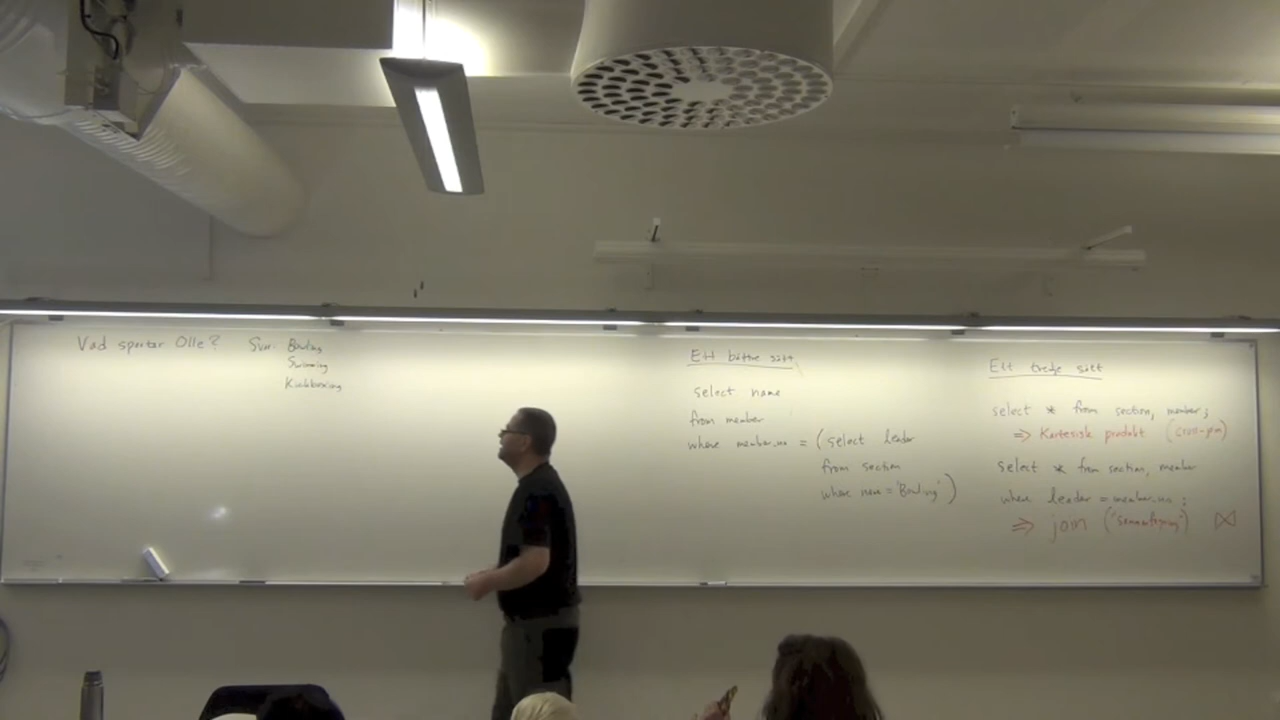 Vad sportar Olle? Svar: Bowling
Swimming
Kickboxing
Ett bättre sätt
select name
from member
where member.no = (select leader
from section
where name = 'Bowling')
Ett tredje sätt
select * from section, member;
=> Kartesisk produkt (cross-join)
select * from section, member
where leader = member.no;
=> join ("Sammanfogning") ⋈